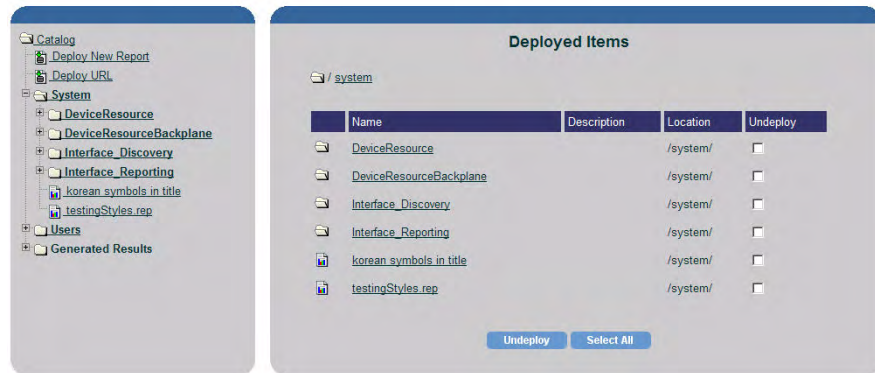 Catalog
Deploy New Report
Deploy URL
System
DeviceResource
DeviceResourceBackplane
Interface_Discovery
Interface_Reporting
korean symbols in title
testingStyles.rep
Users
Generated Results
Deployed Items
/ system
Name Description Location Undeploy
DeviceResource /system/
DeviceResourceBackplane /system/
Interface_Discovery /system/
Interface_Reporting /system/
korean symbols in title /system/
testingStyles.rep /system/
Undeploy Select All